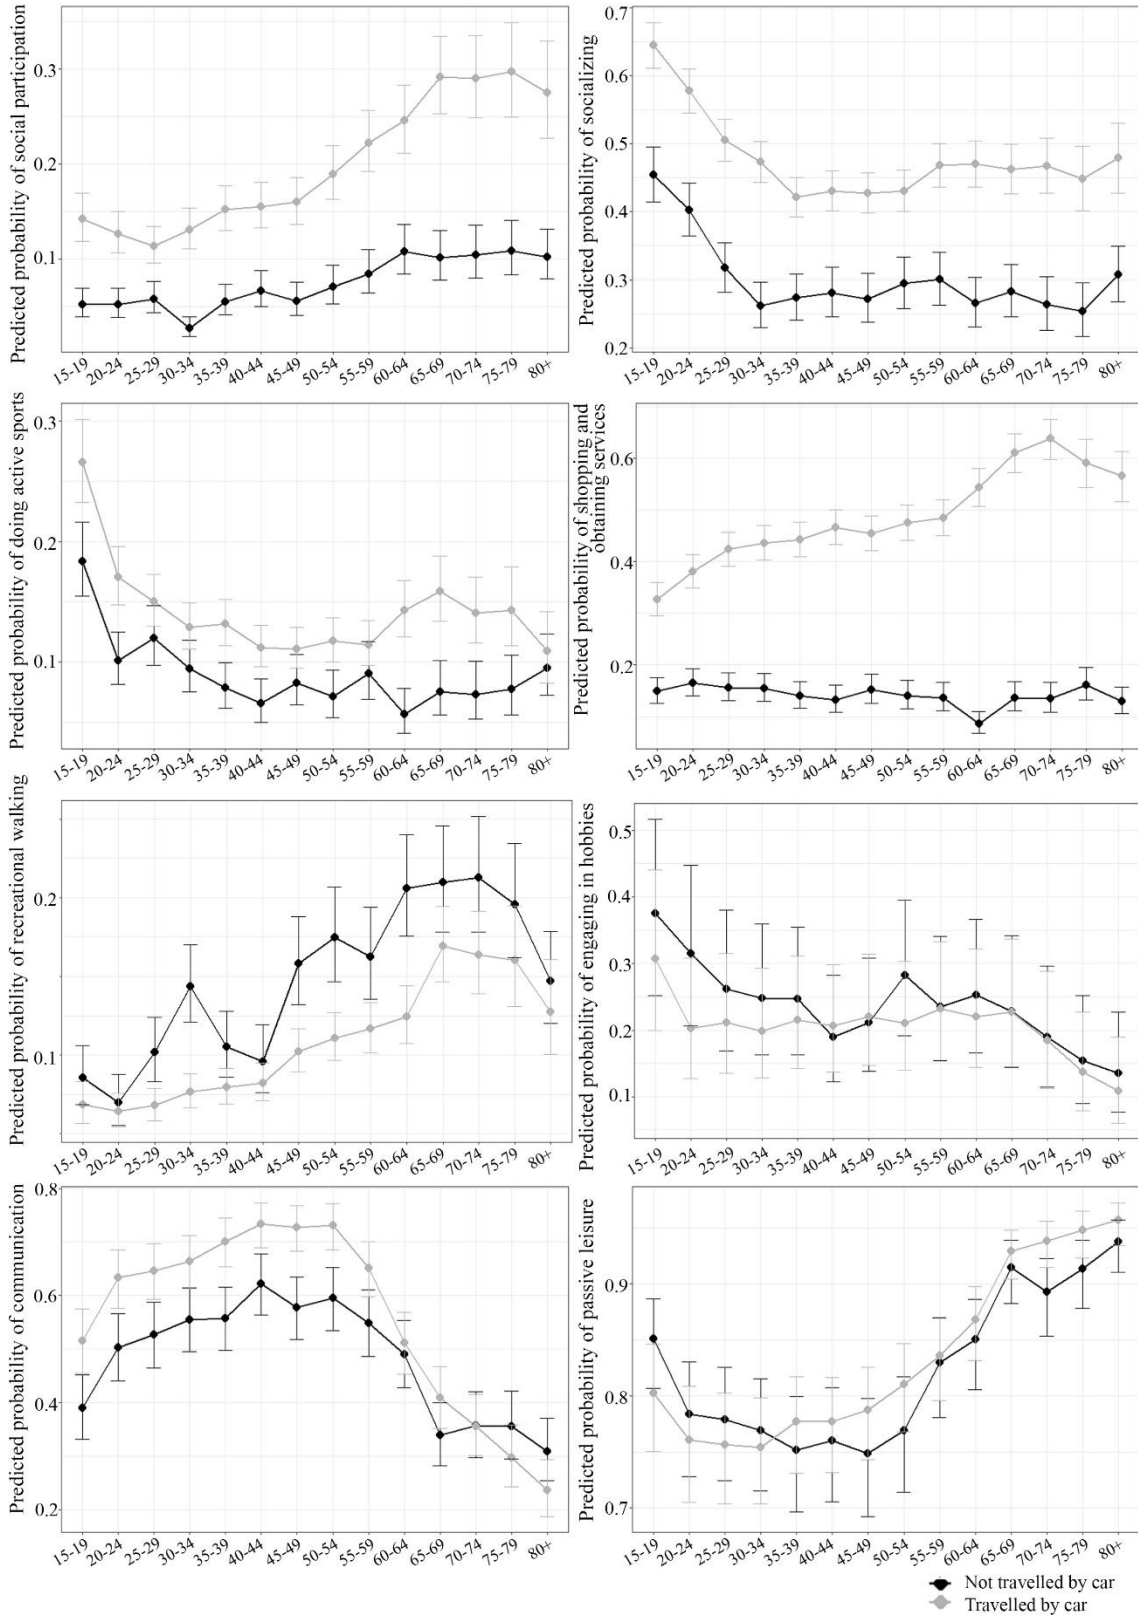 Predicted probability of social participation
0.3
0.2
0.1
15-19 20-24 25-29 30-34 35-39 40-44 45-49 50-54 55-59 60-64 65-69 70-74 75-79 80+
Predicted probability of socializing
0.7
0.6
0.5
0.4
0.3
0.2
15-19 20-24 25-29 30-34 35-39 40-44 45-49 50-54 55-59 60-64 65-69 70-74 75-79 80+
Predicted probability of doing active sports
0.3
0.2
0.1
15-19 20-24 25-29 30-34 35-39 40-44 45-49 50-54 55-59 60-64 65-69 70-74 75-79 80+
Predicted probability of shopping and
obtaining services
0.6
0.4
0.2
15-19 20-24 25-29 30-34 35-39 40-44 45-49 50-54 55-59 60-64 65-69 70-74 75-79 80+
Predicted probability of recreational walking
0.2
0.1
15-19 20-24 25-29 30-34 35-39 40-44 45-49 50-54 55-59 60-64 65-69 70-74 75-79 80+
Predicted probability of engaging in hobbies
0.5
0.4
0.3
0.2
0.1
15-19 20-24 25-29 30-34 35-39 40-44 45-49 50-54 55-59 60-64 65-69 70-74 75-79 80+
Predicted probability of communication
0.8
0.6
0.4
0.2
15-19 20-24 25-29 30-34 35-39 40-44 45-49 50-54 55-59 60-64 65-69 70-74 75-79 80+
Predicted probability of passive leisure
0.9
0.8
0.7
15-19 20-24 25-29 30-34 35-39 40-44 45-49 50-54 55-59 60-64 65-69 70-74 75-79 80+
Not travelled by car
Travelled by car